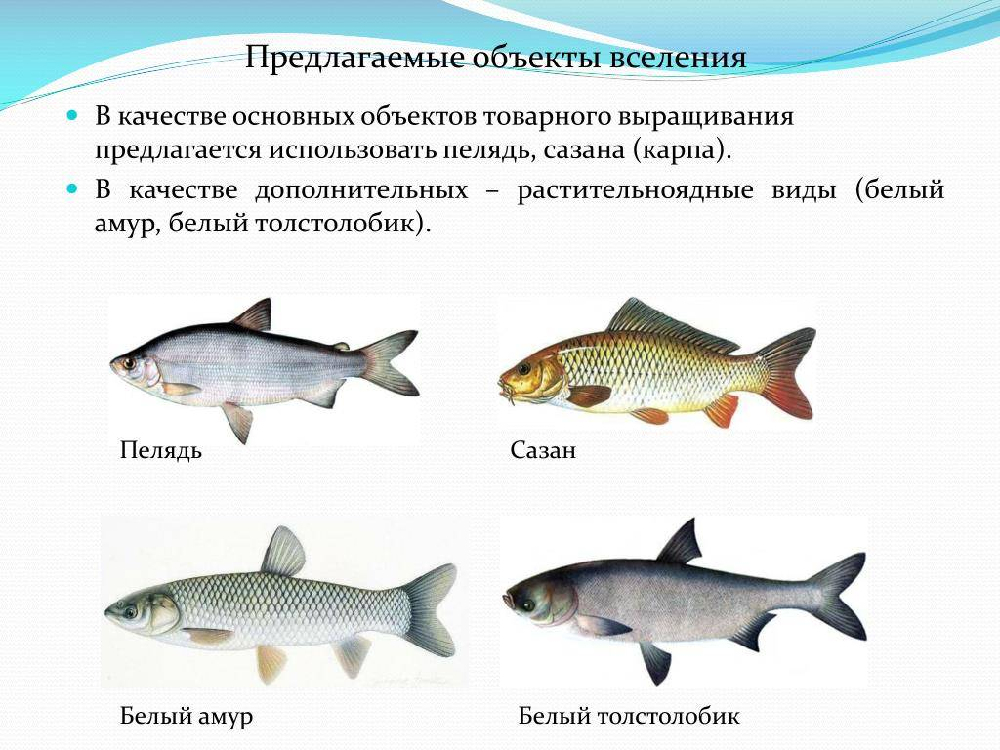 Предлагаемые объекты вселения
В качестве основных объектов товарного выращивания
предлагается использовать пелядь, сазана (карпа).
В качестве дополнительных – растительноядные виды (белый
амур, белый толстолобик).
Пелядь
Сазан
Белый амур
Белый толстолобик